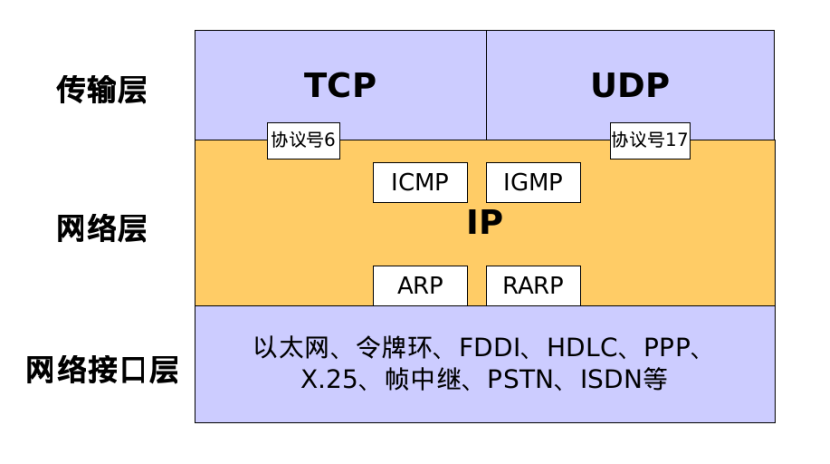 传输层
TCP
UDP
协议号6
协议号17
ICMP
IGMP
网络层
IP
ARP
RARP
网络接口层
以太网、令牌环、FDDI、HDLC、PPP、
X.25、帧中继、PSTN、ISDN等